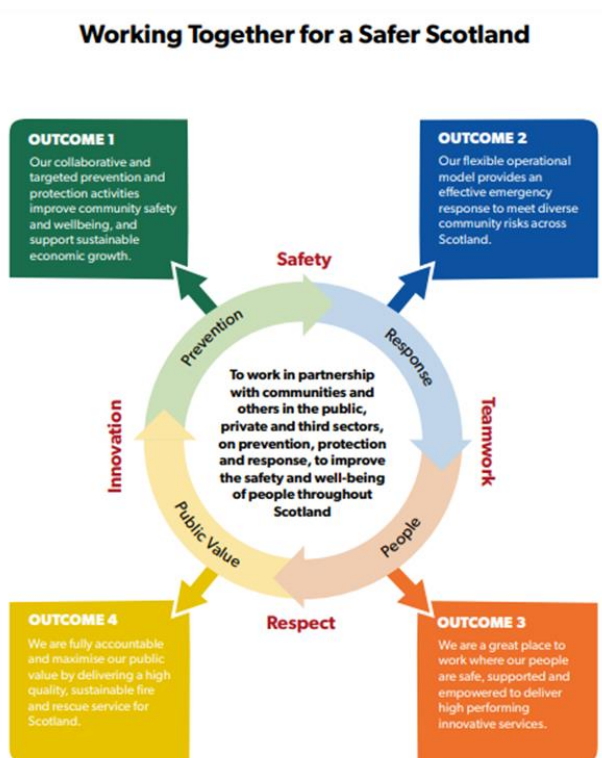 Working Together for a Safer Scotland
OUTCOME 1
Our collaborative and
targeted prevention and
protection activities
improve community safety
and wellbeing, and
support sustainable
economic growth.
OUTCOME 2
Our flexible operational
model provides an
effective emergency
response to meet diverse
community risks across
Scotland.
Safety
Prevention
Response
Innovation
To work in partnership
with communities and
others in the public,
private and third sectors,
on prevention, protection
and response, to improve
the safety and well-being
of people throughout
Scotland
Teamwork
Public Value
People
Respect
OUTCOME 4
We are fully accountable
and maximise our public
value by delivering a high
quality, sustainable fire
and rescue service for
Scotland.
OUTCOME 3
We are a great place to
work where our people
are safe, supported and
empowered to deliver
high performing
innovative services.